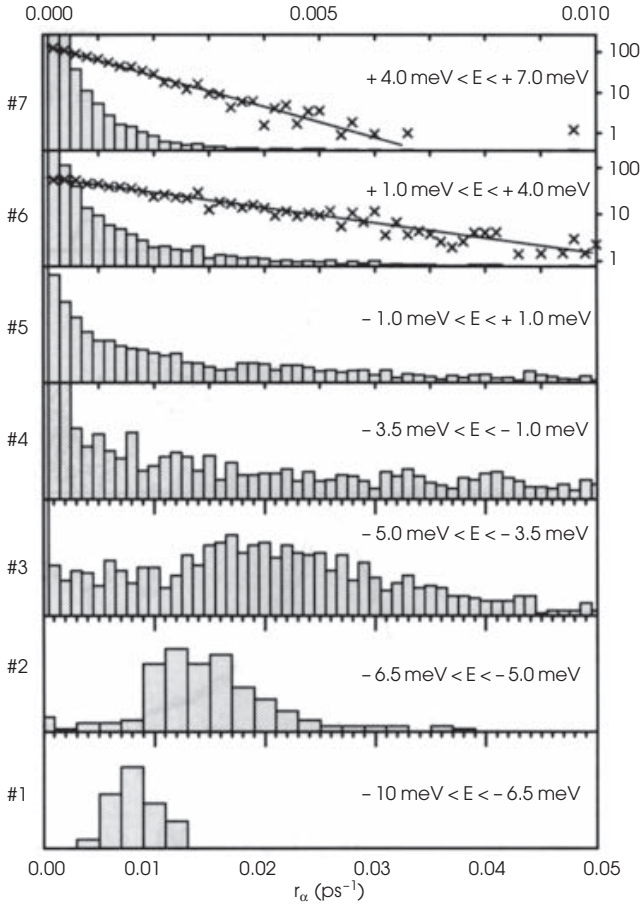 0.000 0.005 0.010
#7 + 4.0 meV < E < + 7.0 meV 100
10
1
#6 + 1.0 meV < E < + 4.0 meV 100
10
1
#5 – 1.0 meV < E < + 1.0 meV
#4 – 3.5 meV < E < – 1.0 meV
#3 – 5.0 meV < E < – 3.5 meV
#2 – 6.5 meV < E < – 5.0 meV
#1 – 10 meV < E < – 6.5 meV
0.00 0.01 0.02 0.03 0.04 0.05
rα (ps⁻¹)